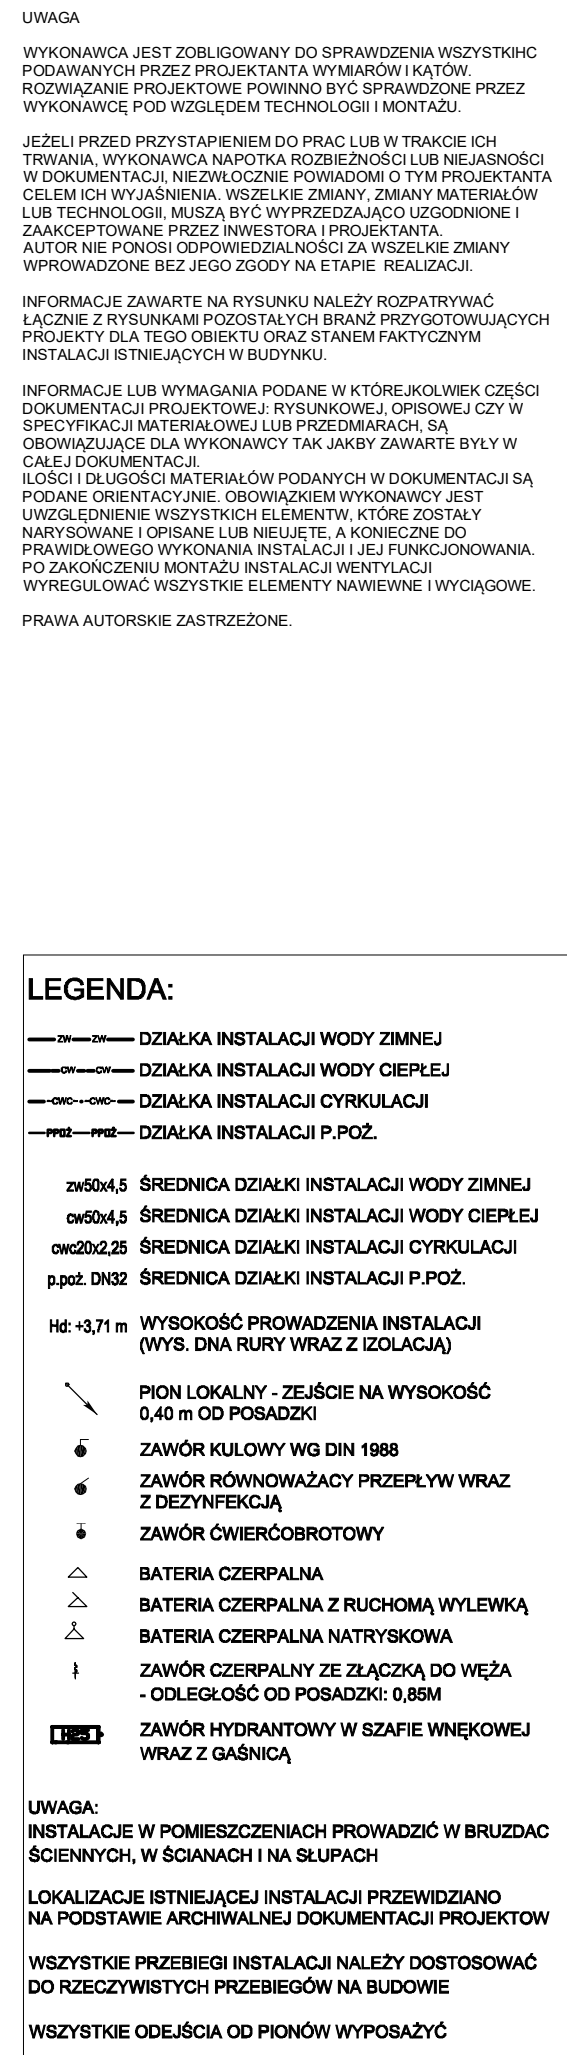 UWAGA
WYKONAWCA JEST ZOBLIGOWANY DO SPRAWDZENIA WSZYSTKIHC
PODAWANYCH PRZEZ PROJEKTANTA WYMIARÓW I KĄTÓW.
ROZWIĄZANIE PROJEKTOWE POWINNO BYĆ SPRAWDZONE PRZEZ
WYKONAWCĘ POD WZGLĘDEM TECHNOLOGII I MONTAŻU.
JEŻELI PRZED PRZYSTAPIENIEM DO PRAC LUB W TRAKCIE ICH
TRWANIA, WYKONAWCA NAPOTKA ROZBIEŻNOŚCI LUB NIEJASNOŚCI
W DOKUMENTACJI, NIEZWŁOCZNIE POWIADOMI O TYM PROJEKTANTA
CELEM ICH WYJAŚNIENIA. WSZELKIE ZMIANY, ZMIANY MATERIAŁÓW
LUB TECHNOLOGII, MUSZĄ BYĆ WYPRZEDZAJĄCO UZGODNIONE I
ZAAKCEPTOWANE PRZEZ INWESTORA I PROJEKTANTA.
AUTOR NIE PONOSI ODPOWIEDZIALNOŚCI ZA WSZELKIE ZMIANY
WPROWADZONE BEZ JEGO ZGODY NA ETAPIE REALIZACJI.
INFORMACJE ZAWARTE NA RYSUNKU NALEŻY ROZPATRYWAĆ
ŁĄCZNIE Z RYSUNKAMI POZOSTAŁYCH BRANŻ PRZYGOTOWUJĄCYCH
PROJEKTY DLA TEGO OBIEKTU ORAZ STANEM FAKTYCZNYM
INSTALACJI ISTNIEJĄCYCH W BUDYNKU.
INFORMACJE LUB WYMAGANIA PODANE W KTÓREJKOLWIEK CZĘŚCI
DOKUMENTACJI PROJEKTOWEJ: RYSUNKOWEJ, OPISOWEJ CZY W
SPECYFIKACJI MATERIAŁOWEJ LUB PRZEDMIARACH, SĄ
OBOWIĄZUJĄCE DLA WYKONAWCY TAK JAKBY ZAWARTE BYŁY W
CAŁEJ DOKUMENTACJI.
ILOŚCI I DŁUGOŚCI MATERIAŁÓW PODANYCH W DOKUMENTACJI SĄ
PODANE ORIENTACYJNIE. OBOWIĄZKIEM WYKONAWCY JEST
UWZGLĘDNIENIE WSZYSTKICH ELEMENTW, KTÓRE ZOSTAŁY
NARYSOWANE I OPISANE LUB NIEUJĘTE, A KONIECZNE DO
PRAWIDŁOWEGO WYKONANIA INSTALACJI I JEJ FUNKCJONOWANIA.
PO ZAKOŃCZENIU MONTAŻU INSTALACJI WENTYLACJI
WYREGULOWAĆ WSZYSTKIE ELEMENTY NAWIEWNE I WYCIĄGOWE.
PRAWA AUTORSKIE ZASTRZEŻONE.
LEGENDA:
ZW ZW DZIAŁKA INSTALACJI WODY ZIMNEJ
CW CW DZIAŁKA INSTALACJI WODY CIEPŁEJ
CWC CWC DZIAŁKA INSTALACJI CYRKULACJI
PPOŻ PPOŻ DZIAŁKA INSTALACJI P.POŻ.
zw50x4,5 ŚREDNICA DZIAŁKI INSTALACJI WODY ZIMNEJ
cw50x4,5 ŚREDNICA DZIAŁKI INSTALACJI WODY CIEPŁEJ
cwc20x2,25 ŚREDNICA DZIAŁKI INSTALACJI CYRKULACJI
p.poż. DN32 ŚREDNICA DZIAŁKI INSTALACJI P.POŻ.
Hd: +3,71 m WYSOKOŚĆ PROWADZENIA INSTALACJI
(WYS. DNA RURY WRAZ Z IZOLACJĄ)
PION LOKALNY - ZEJŚCIE NA WYSOKOŚĆ
0,40 m OD POSADZKI
ZAWÓR KULOWY WG DIN 1988
ZAWÓR RÓWNOWAŻACY PRZEPŁYW WRAZ
Z DEZYNFEKCJĄ
ZAWÓR ĆWIERĆOBROTOWY
BATERIA CZERPALNA
BATERIA CZERPALNA Z RUCHOMĄ WYLEWKĄ
BATERIA CZERPALNA NATRYSKOWA
ZAWÓR CZERPALNY ZE ZŁĄCZKĄ DO WĘŻA
- ODLEGŁOŚĆ OD POSADZKI: 0,85M
H25 ZAWÓR HYDRANTOWY W SZAFIE WNĘKOWEJ
WRAZ Z GAŚNICĄ
UWAGA:
INSTALACJE W POMIESZCZENIACH PROWADZIĆ W BRUZDAC
ŚCIENNYCH, W ŚCIANACH I NA SŁUPACH
LOKALIZACJE ISTNIEJĄCEJ INSTALACJI PRZEWIDZIANO
NA PODSTAWIE ARCHIWALNEJ DOKUMENTACJI PROJEKTOW
WSZYSTKIE PRZEBIEGI INSTALACJI NALEŻY DOSTOSOWAĆ
DO RZECZYWISTYCH PRZEBIEGÓW NA BUDOWIE
WSZYSTKIE ODEJŚCIA OD PIONÓW WYPOSAŻYĆ